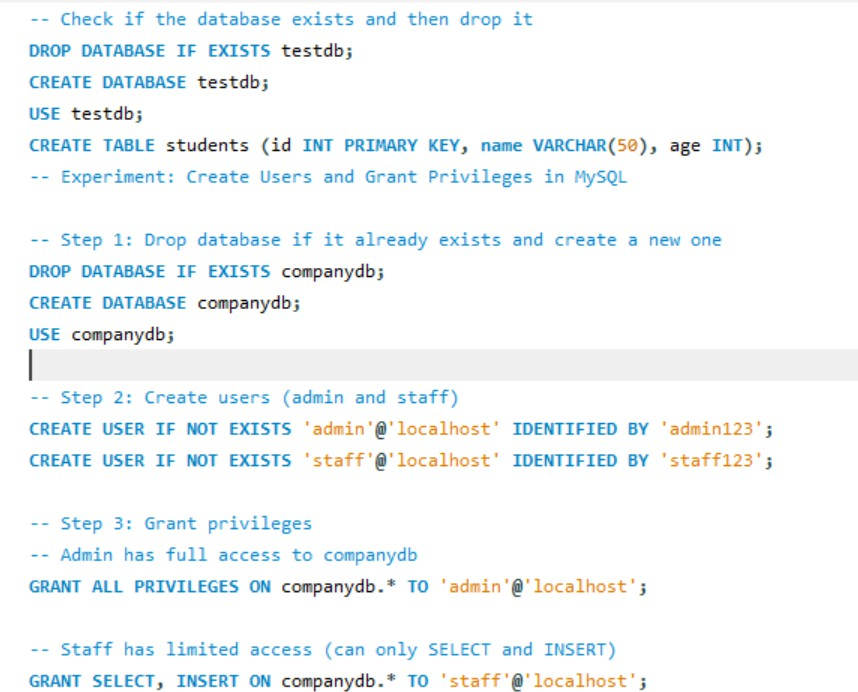 -- Check if the database exists and then drop it
DROP DATABASE IF EXISTS testdb;
CREATE DATABASE testdb;
USE testdb;
CREATE TABLE students (id INT PRIMARY KEY, name VARCHAR(50), age INT);
-- Experiment: Create Users and Grant Privileges in MySQL
-- Step 1: Drop database if it already exists and create a new one
DROP DATABASE IF EXISTS companydb;
CREATE DATABASE companydb;
USE companydb;
-- Step 2: Create users (admin and staff)
CREATE USER IF NOT EXISTS 'admin'@'localhost' IDENTIFIED BY 'admin123';
CREATE USER IF NOT EXISTS 'staff'@'localhost' IDENTIFIED BY 'staff123';
-- Step 3: Grant privileges
-- Admin has full access to companydb
GRANT ALL PRIVILEGES ON companydb.* TO 'admin'@'localhost';
-- Staff has limited access (can only SELECT and INSERT)
GRANT SELECT, INSERT ON companydb.* TO 'staff'@'localhost';